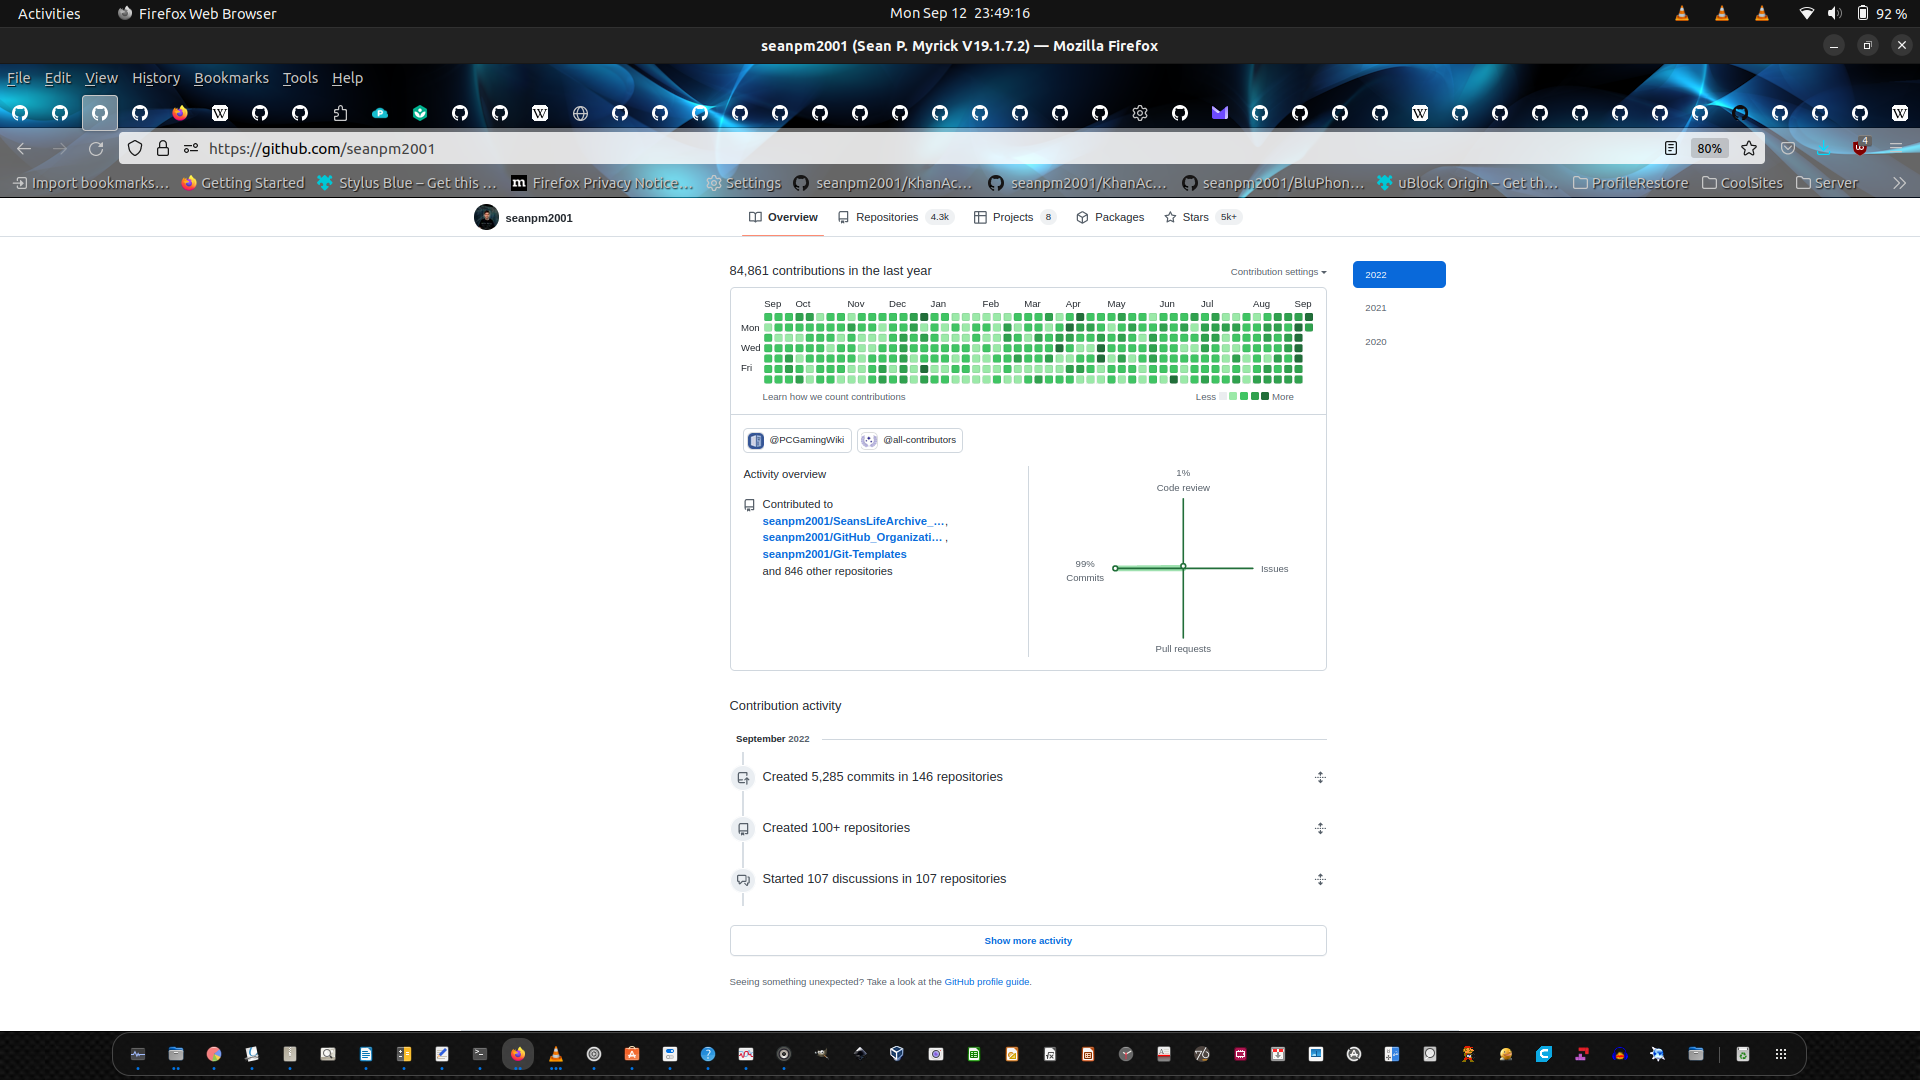 Activities Firefox Web Browser Mon Sep 12 23:49:16 92 %
seanpm2001 (Sean P. Myrick V19.1.7.2) — Mozilla Firefox
File Edit View History Bookmarks Tools Help
https://github.com/seanpm2001 80% 4
Import bookmarks… Getting Started Stylus Blue – Get this … Firefox Privacy Notice… Settings seanpm2001/KhanAc… seanpm2001/KhanAc… seanpm2001/BluPhon… uBlock Origin – Get th… ProfileRestore CoolSites Server
seanpm2001 Overview Repositories 4.3k Projects 8 Packages Stars 5k+
84,861 contributions in the last year Contribution settings
2022
2021
2020
Sep Oct Nov Dec Jan Feb Mar Apr May Jun Jul Aug Sep
Mon
Wed
Fri
Learn how we count contributions Less More
@PCGamingWiki @all-contributors
Activity overview
Contributed to
seanpm2001/SeansLifeArchive_…,
seanpm2001/GitHub_Organizati… ,
seanpm2001/Git-Templates
and 846 other repositories
1%
Code review
99%
Commits
Issues
Pull requests
Contribution activity
September 2022
Created 5,285 commits in 146 repositories
Created 100+ repositories
Started 107 discussions in 107 repositories
Show more activity
Seeing something unexpected? Take a look at the GitHub profile guide.